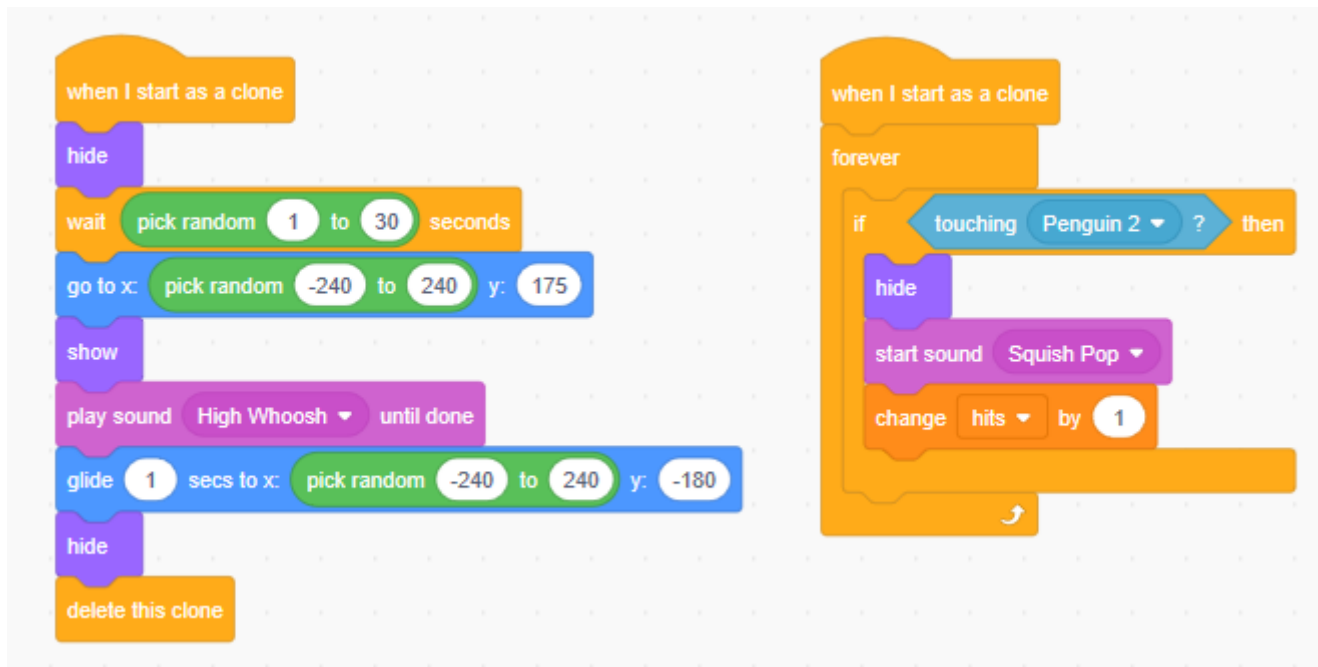 when I start as a clone
hide
wait pick random 1 to 30 seconds
go to x: pick random -240 to 240 y: 175
show
play sound High Whoosh until done
glide 1 secs to x: pick random -240 to 240 y: -180
hide
delete this clone
when I start as a clone
forever
if touching Penguin 2 ? then
hide
start sound Squish Pop
change hits by 1